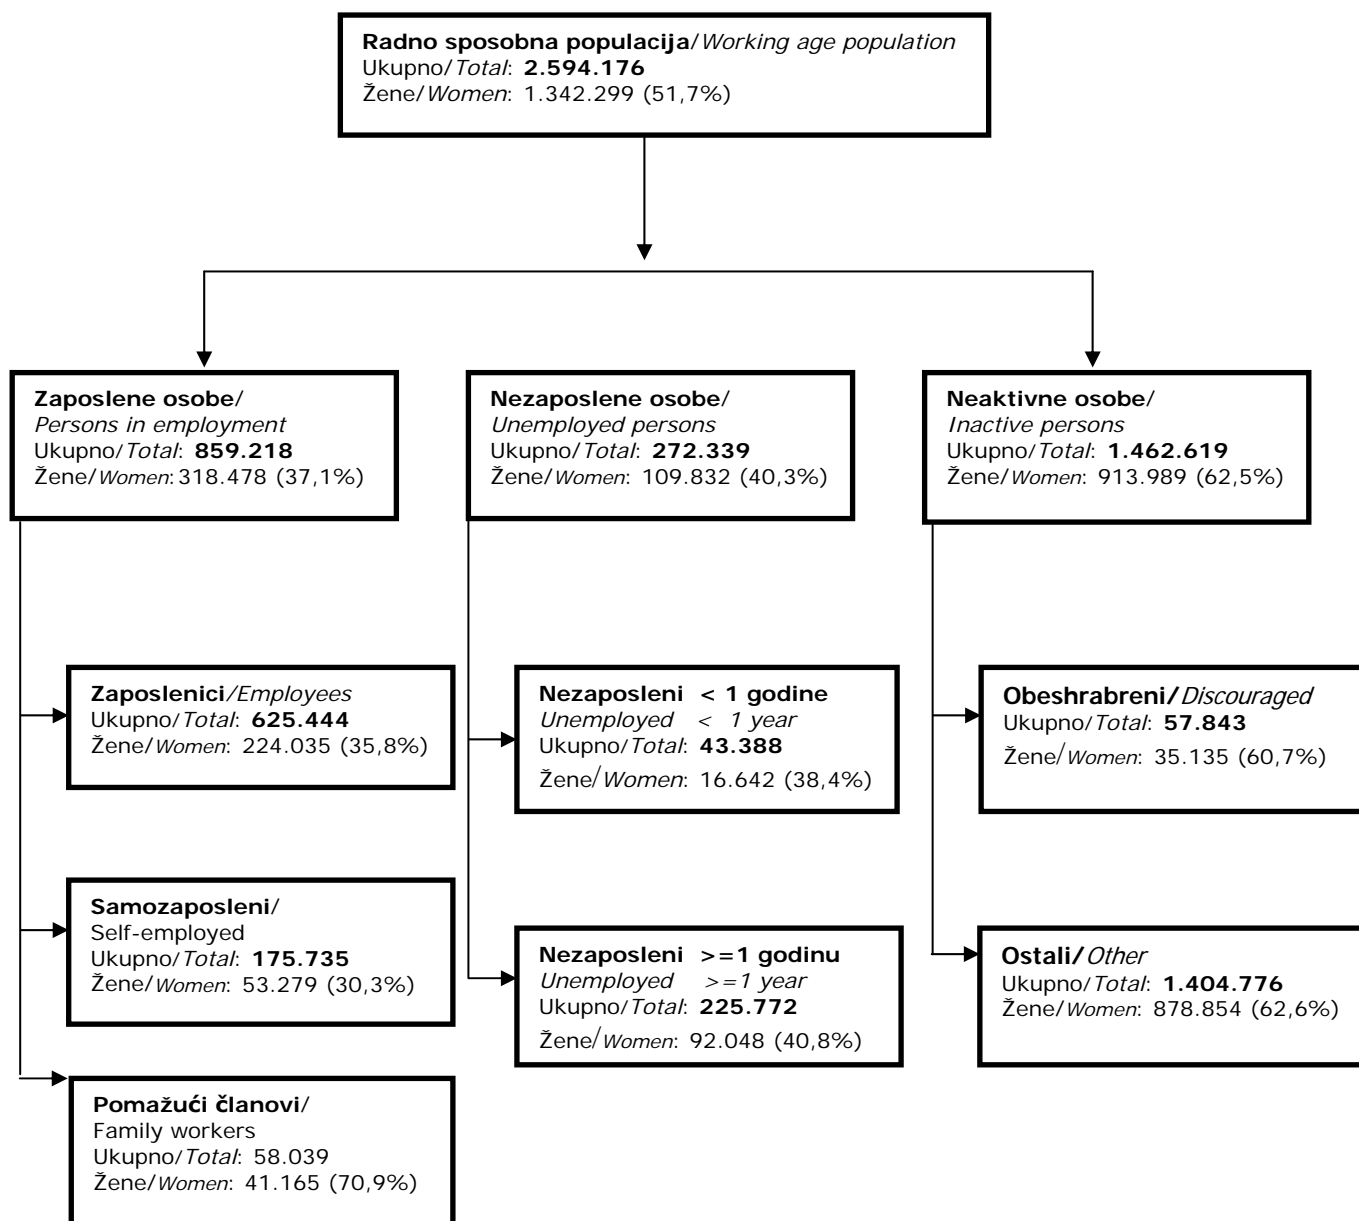 Radno sposobna populacija/Working age population
Ukupno/Total: 2.594.176
Žene/Women: 1.342.299 (51,7%)
Zaposlene osobe/
Persons in employment
Ukupno/Total: 859.218
Žene/Women: 318.478 (37,1%)
Nezaposlene osobe/
Unemployed persons
Ukupno/Total: 272.339
Žene/Women: 109.832 (40,3%)
Neaktivne osobe/
Inactive persons
Ukupno/Total: 1.462.619
Žene/Women: 913.989 (62,5%)
Zaposlenici/Employees
Ukupno/Total: 625.444
Žene/Women: 224.035 (35,8%)
Nezaposleni < 1 godine
Unemployed < 1 year
Ukupno/Total: 43.388
Žene/Women: 16.642 (38,4%)
Obeshrabreni/Discouraged
Ukupno/Total: 57.843
Žene/Women: 35.135 (60,7%)
Samozaposleni/
Self-employed
Ukupno/Total: 175.735
Žene/Women: 53.279 (30,3%)
Nezaposleni >=1 godinu
Unemployed >=1 year
Ukupno/Total: 225.772
Žene/Women: 92.048 (40,8%)
Ostali/Other
Ukupno/Total: 1.404.776
Žene/Women: 878.854 (62,6%)
Pomažući članovi/
Family workers
Ukupno/Total: 58.039
Žene/Women: 41.165 (70,9%)